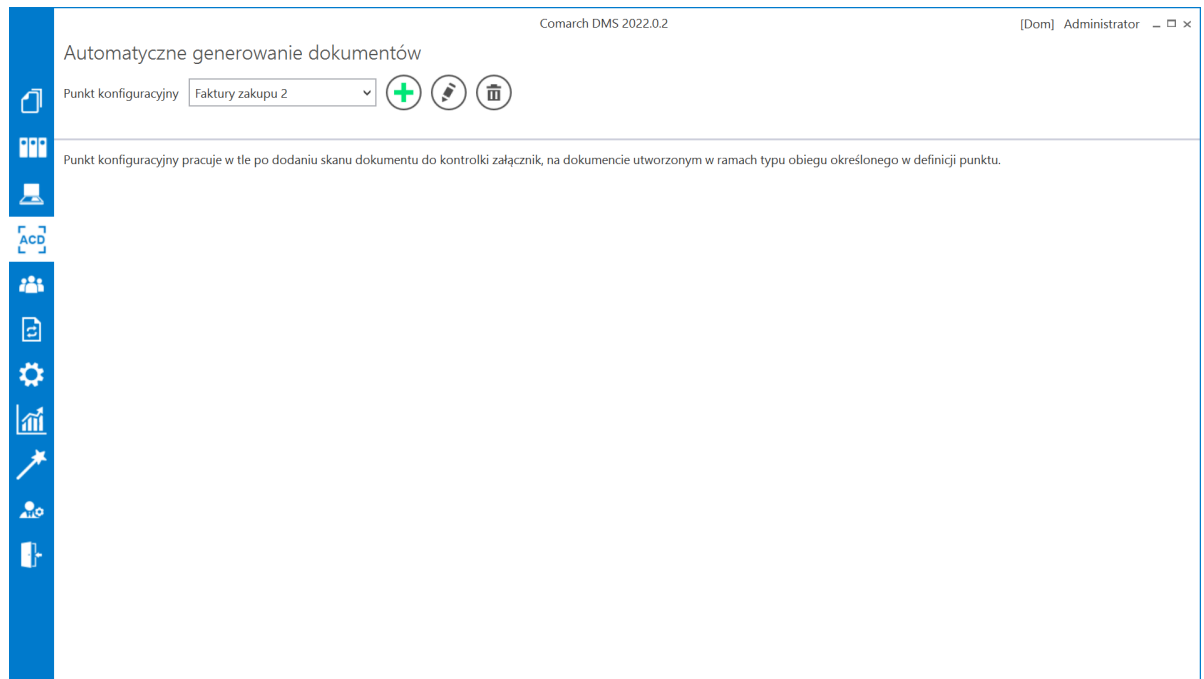 Comarch DMS 2022.0.2
[Dom] Administrator
Automatyczne generowanie dokumentów
Punkt konfiguracyjny Faktury zakupu 2
Punkt konfiguracyjny pracuje w tle po dodaniu skanu dokumentu do kontrolki załącznik, na dokumencie utworzonym w ramach typu obiegu określonego w definicji punktu.
ACD